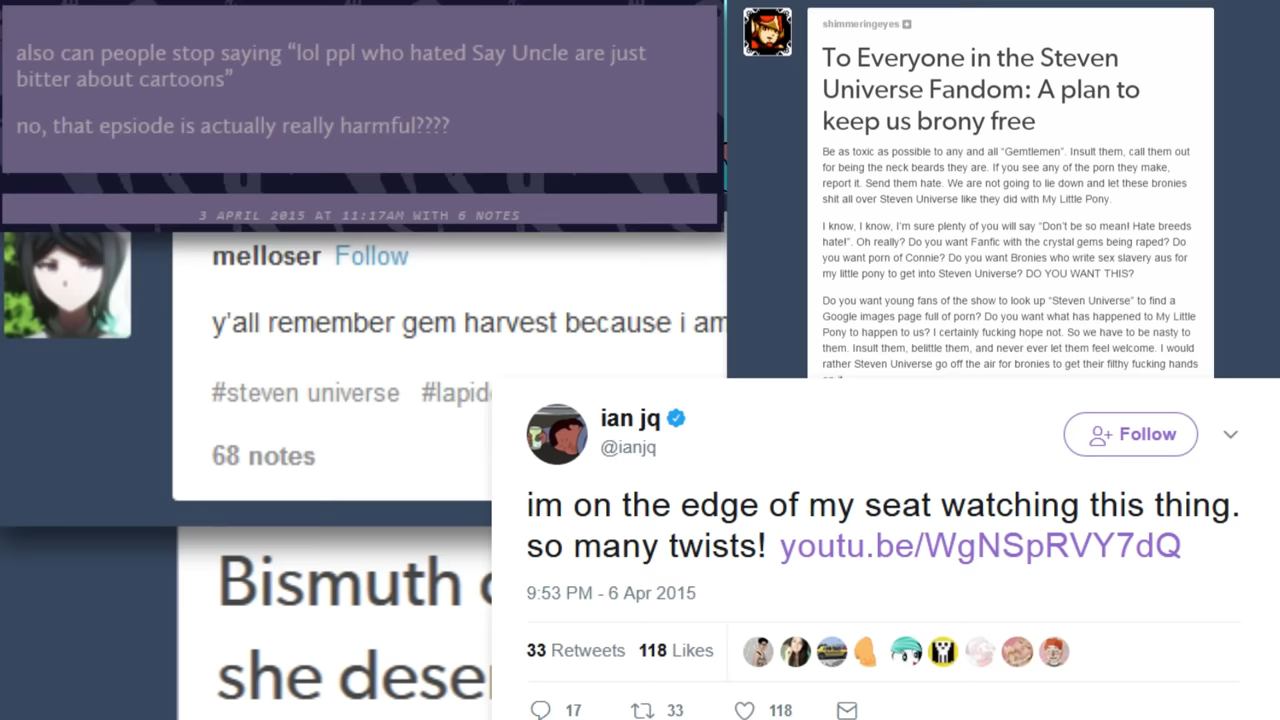 also can people stop saying “lol ppl who hated Say Uncle are just
bitter about cartoons”
no, that epsiode is actually really harmful????
3 APRIL 2015 AT 11:17AM WITH 6 NOTES
melloser Follow
y'all remember gem harvest because i am
#steven universe #lapid
68 notes
Bismuth
she dese
shimmeringeyes
To Everyone in the Steven
Universe Fandom: A plan to
keep us brony free
Be as toxic as possible to any and all “Gemtlemen”. Insult them, call them out
for being the neck beards they are. If you see any of the porn they make,
report it. Send them hate. We are not going to lie down and let these bronies
shit all over Steven Universe like they did with My Little Pony.
I know, I know, I'm sure plenty of you will say “Don't be so mean! Hate breeds
hate!”. Oh really? Do you want Fanfic with the crystal gems being raped? Do
you want porn of Connie? Do you want Bronies who write sex slavery aus for
my little pony to get into Steven Universe? DO YOU WANT THIS?
Do you want young fans of the show to look up “Steven Universe” to find a
Google images page full of porn? Do you want what has happened to My Little
Pony to happen to us? I certainly fucking hope not. So we have to be nasty to
them. Insult them, belittle them, and never ever let them feel welcome. I would
rather Steven Universe go off the air for bronies to get their filthy fucking hands
ian jq
@ianjq
Follow
im on the edge of my seat watching this thing.
so many twists! youtu.be/WgNSpRVY7dQ
9:53 PM - 6 Apr 2015
33 Retweets 118 Likes
17 33 118